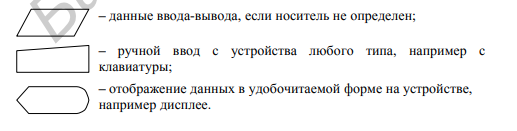 – данные ввода-вывода, если носитель не определен;
– ручной ввод с устройства любого типа, например с
клавиатуры;
– отображение данных в удобочитаемой форме на устройстве,
например дисплее.